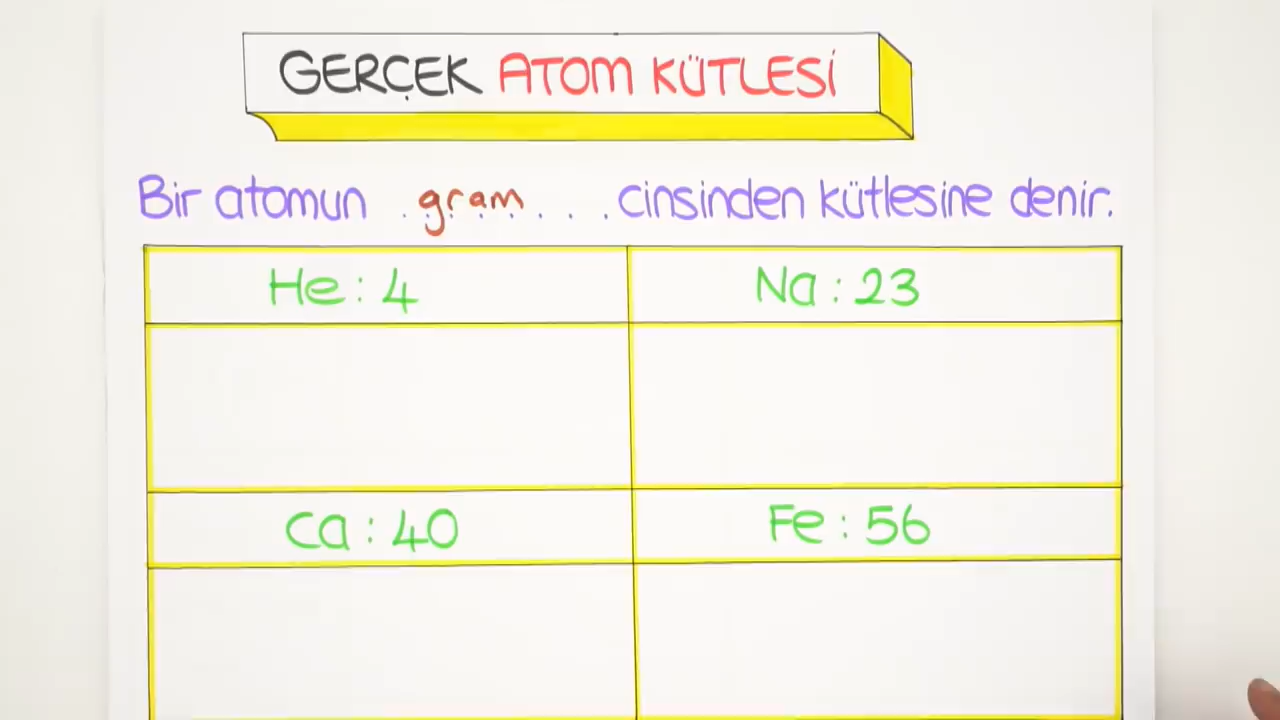 GERÇEK ATOM KÜTLESİ
Bir atomun . gram . . . cinsinden kütlesine denir.
He : 4
Na : 23
Ca : 40
Fe : 56